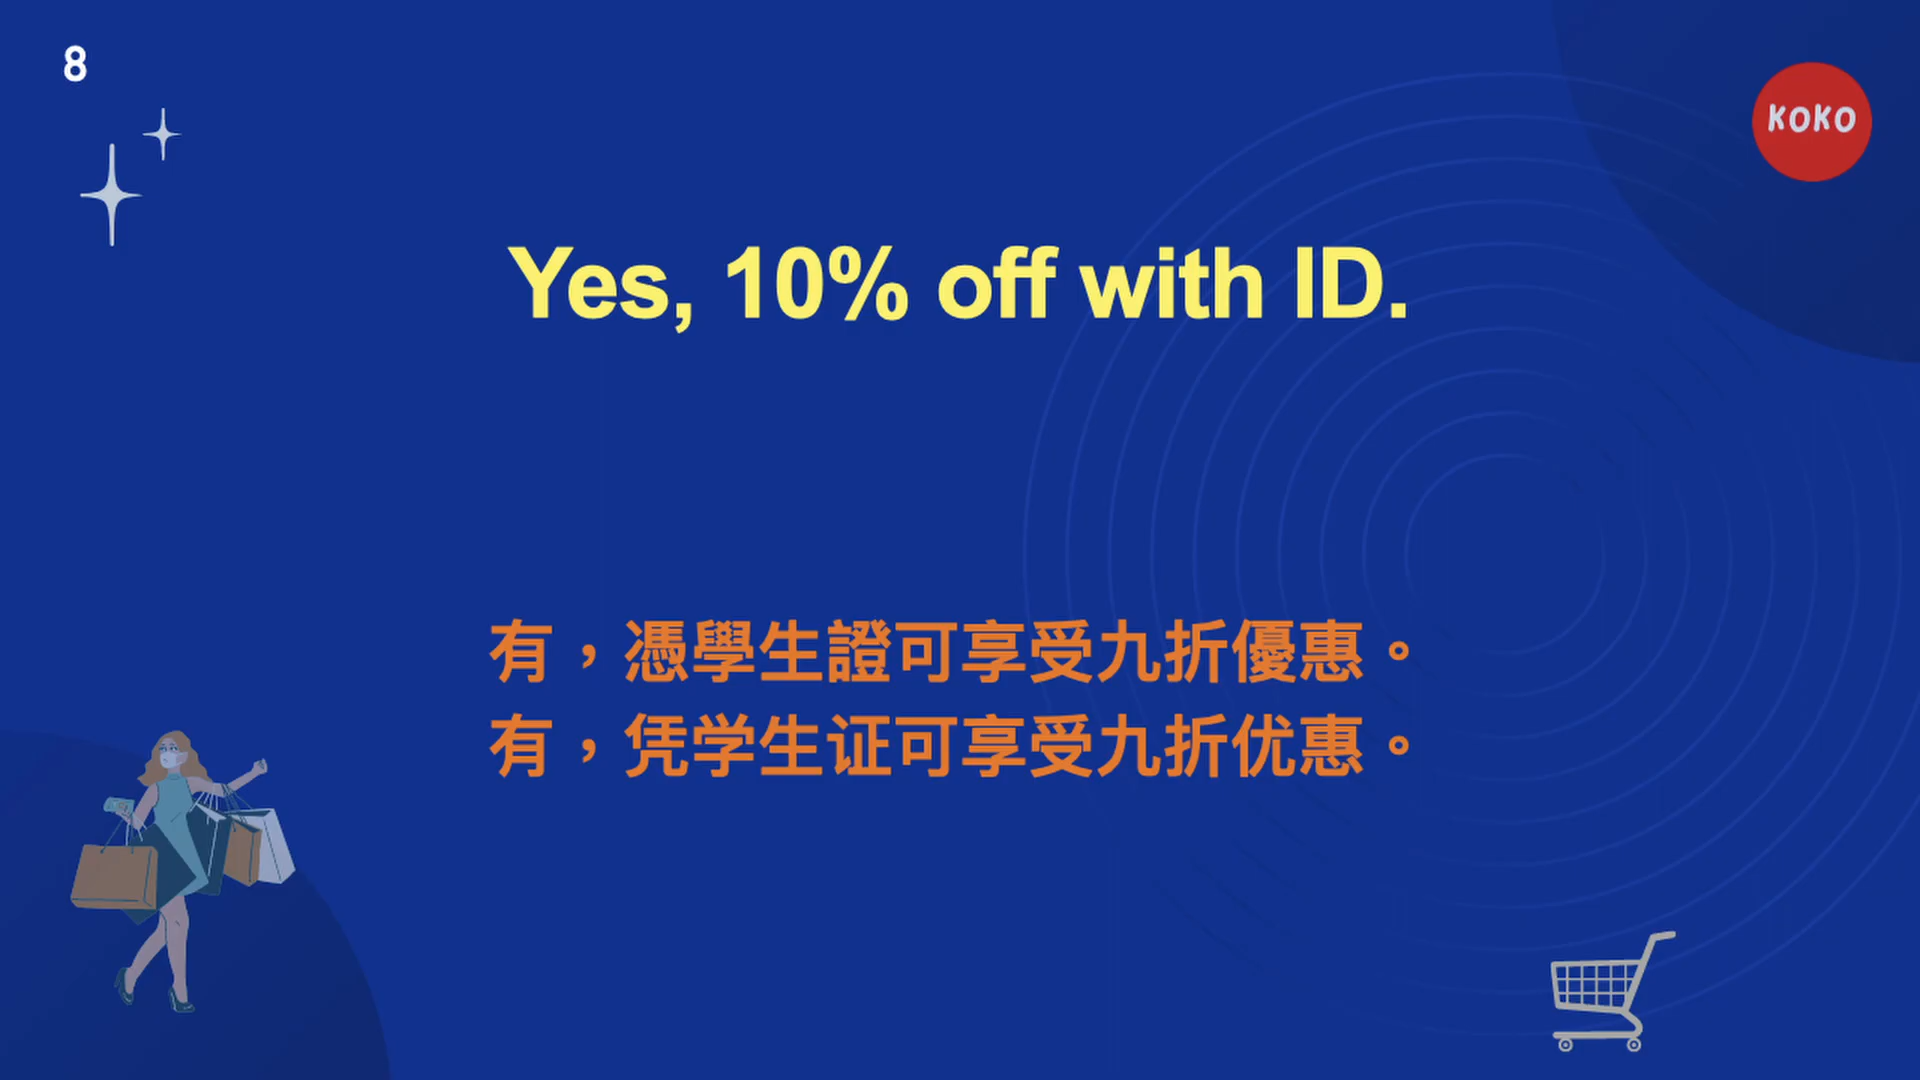 8
KOKO
Yes, 10% off with ID.
有，憑學生證可享受九折優惠。
有，凭学生证可享受九折优惠。